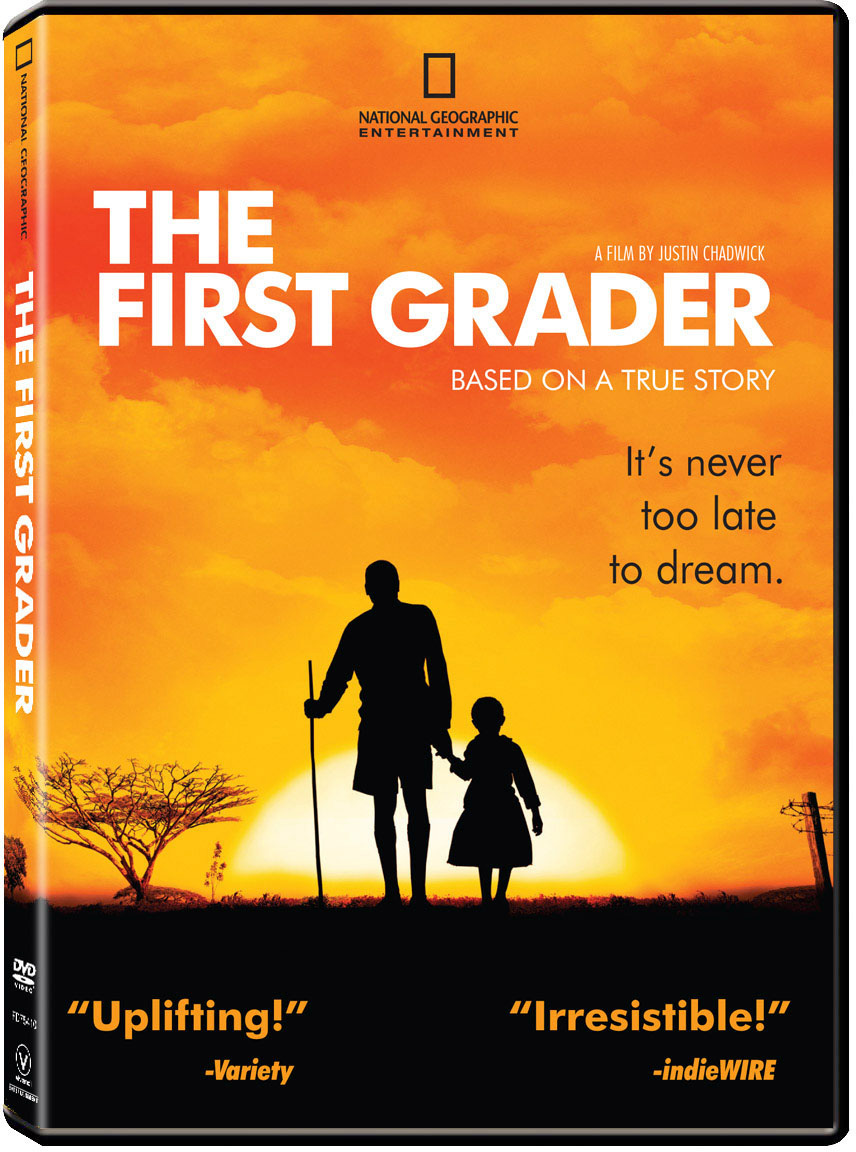 NATIONAL GEOGRAPHIC
ENTERTAINMENT
THE
A FILM BY JUSTIN CHADWICK
FIRST GRADER
BASED ON A TRUE STORY
It's never
too late
to dream.
"Uplifting!"
-Variety
"Irresistible!"
-indieWIRE
NATIONAL GEOGRAPHIC
THE FIRST GRADER
DVD
VIDEO